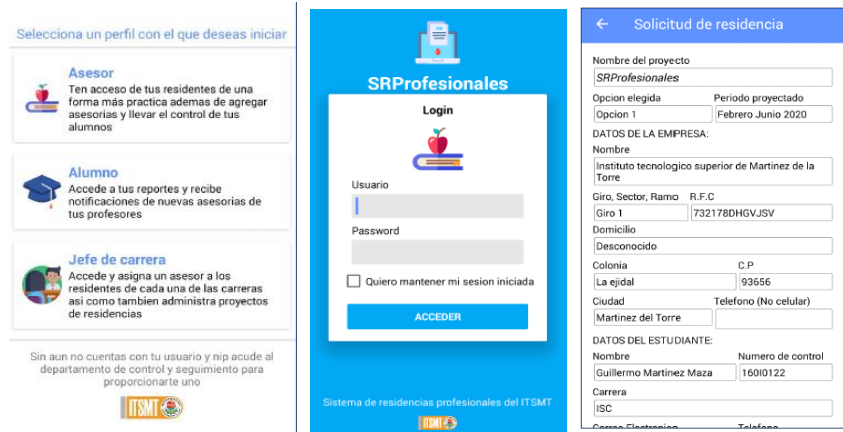 Selecciona un perfil con el que deseas iniciar
Asesor
Ten acceso de tus residentes de una
forma más practica ademas de agregar
asesorias y llevar el control de tus
alumnos
Alumno
Accede a tus reportes y recibe
notificaciones de nuevas asesorias de
tus profesores
Jefe de carrera
Accede y asigna un asesor a los
residentes de cada una de las carreras
asi como tambien administra proyectos
de residencias
Sin aun no cuentas con tu usuario y nip acude al
departamento de control y seguimiento para
proporcionarte uno
ITSMT
SRProfesionales
Login
Usuario
Password
Quiero mantener mi sesion iniciada
ACCEDER
Sistema de residencias profesionales del ITSMT
ITSMT
Solicitud de residencia
Nombre del proyecto
SRProfesionales
Opcion elegida Periodo proyectado
Opcion 1 Febrero Junio 2020
DATOS DE LA EMPRESA:
Nombre
Instituto tecnologico superior de Martinez de la
Torre
Giro, Sector, Ramo R.F.C
Giro 1 732178DHGVJSV
Domicilio
Desconocido
Colonia C.P
La ejidal 93656
Ciudad Telefono (No celular)
Martinez del Torre
DATOS DEL ESTUDIANTE:
Nombre Numero de control
Guillermo Martinez Maza 160I0122
Carrera
ISC
Correo Electronico Telefono